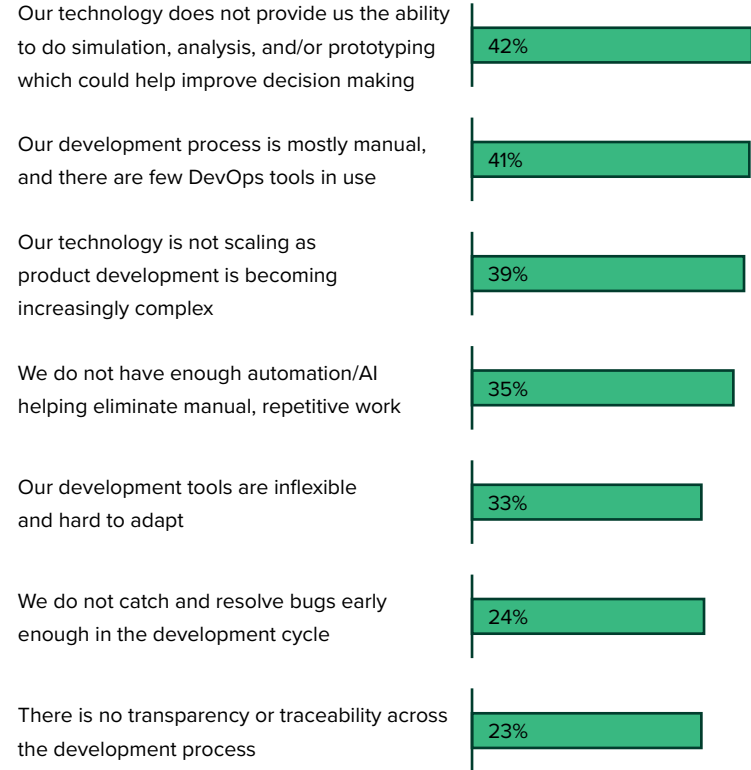 Our technology does not provide us the ability
to do simulation, analysis, and/or prototyping
which could help improve decision making
42%
Our development process is mostly manual,
and there are few DevOps tools in use
41%
Our technology is not scaling as
product development is becoming
increasingly complex
39%
We do not have enough automation/AI
helping eliminate manual, repetitive work
35%
Our development tools are inflexible
and hard to adapt
33%
We do not catch and resolve bugs early
enough in the development cycle
24%
There is no transparency or traceability across
the development process
23%